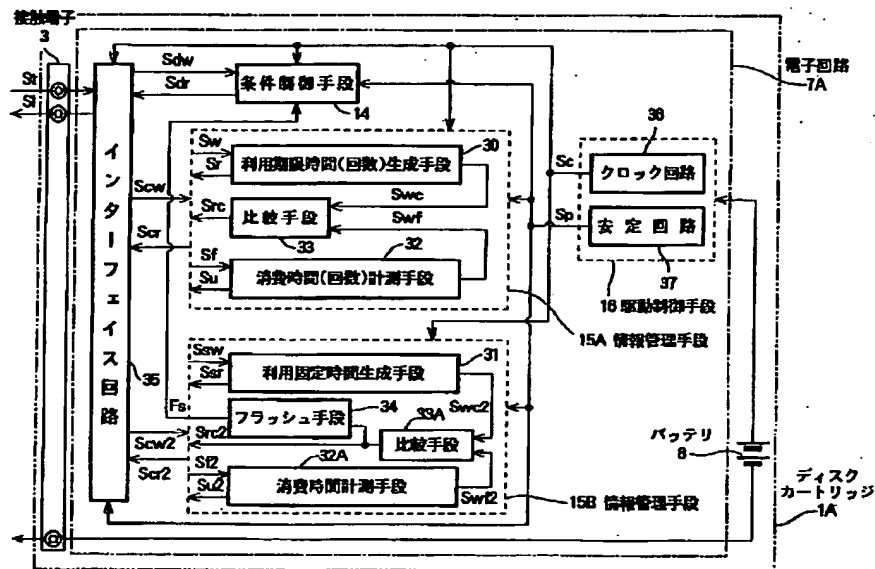 接触電子
3
St
Sl
インターフェイス回路
35
Sdw
Sdr
条件制御手段
14
Scw
Scr
Sw
Sr
利用期限時間(回数)生成手段
30
Swc
Src
比較手段
33
Swf
32
Sf
Su
消費時間(回数)計測手段
15A 情報管理手段
Ssw
Ssr
利用固定時間生成手段
31
Fs
フラッシュ手段
34
Swc2
33A
Src2
比較手段
Scw2
Scr2
32A
Sf2
Su2
消費時間計測手段
Swf2
15B 情報管理手段
Sc
38
クロック回路
Sp
安定回路
37
16 駆動制御手段
電子回路
7A
バッテリ
8
ディスク
カートリッジ
1A